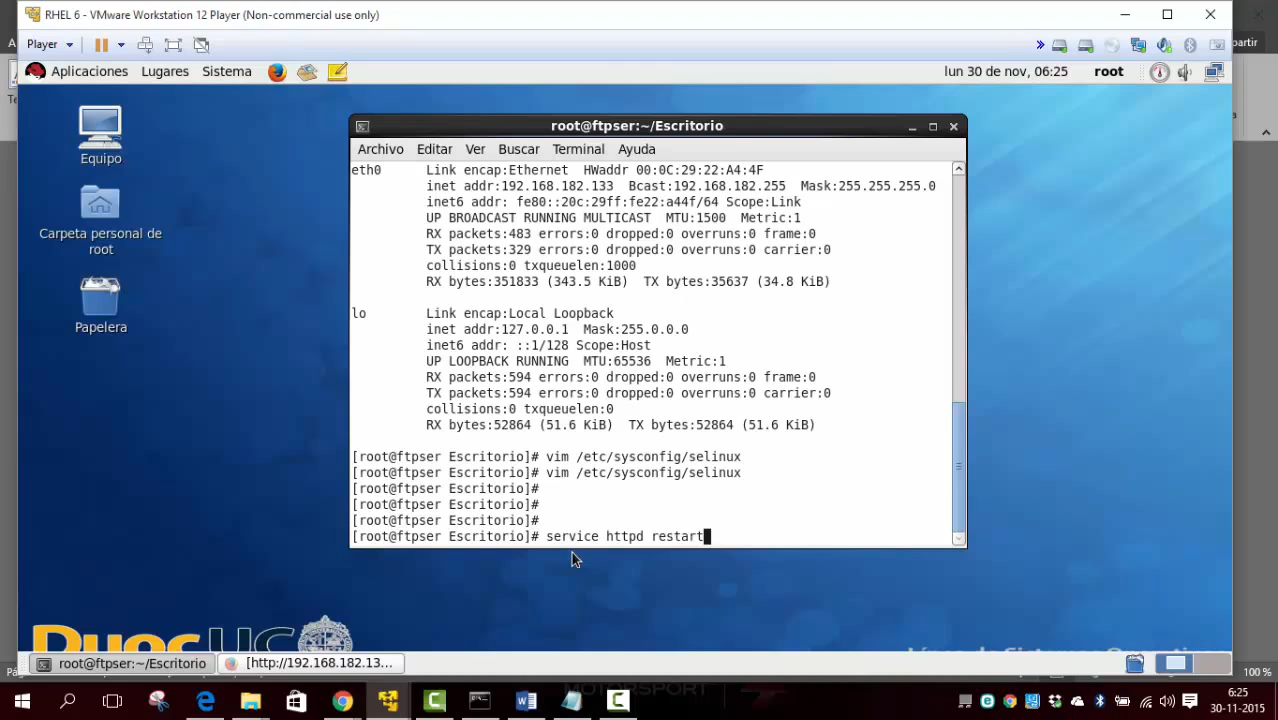 RHEL 6 - VMware Workstation 12 Player (Non-commercial use only)
Player
partir
Aplicaciones Lugares Sistema lun 30 de nov, 06:25 root
Equipo
Carpeta personal de
root
Papelera
root@ftpser:~/Escritorio
Archivo Editar Ver Buscar Terminal Ayuda
eth0 Link encap:Ethernet HWaddr 00:0C:29:22:A4:4F
inet addr:192.168.182.133 Bcast:192.168.182.255 Mask:255.255.255.0
inet6 addr: fe80::20c:29ff:fe22:a44f/64 Scope:Link
UP BROADCAST RUNNING MULTICAST MTU:1500 Metric:1
RX packets:483 errors:0 dropped:0 overruns:0 frame:0
TX packets:329 errors:0 dropped:0 overruns:0 carrier:0
collisions:0 txqueuelen:1000
RX bytes:351833 (343.5 KiB) TX bytes:35637 (34.8 KiB)
lo Link encap:Local Loopback
inet addr:127.0.0.1 Mask:255.0.0.0
inet6 addr: ::1/128 Scope:Host
UP LOOPBACK RUNNING MTU:65536 Metric:1
RX packets:594 errors:0 dropped:0 overruns:0 frame:0
TX packets:594 errors:0 dropped:0 overruns:0 carrier:0
collisions:0 txqueuelen:0
RX bytes:52864 (51.6 KiB) TX bytes:52864 (51.6 KiB)
[root@ftpser Escritorio]# vim /etc/sysconfig/selinux
[root@ftpser Escritorio]# vim /etc/sysconfig/selinux
[root@ftpser Escritorio]#
[root@ftpser Escritorio]#
[root@ftpser Escritorio]#
[root@ftpser Escritorio]# service httpd restart
DuocUC
root@ftpser:~/Escritorio [http://192.168.182.13...
100 %
MOTORSPORT
6:25
30-11-2015